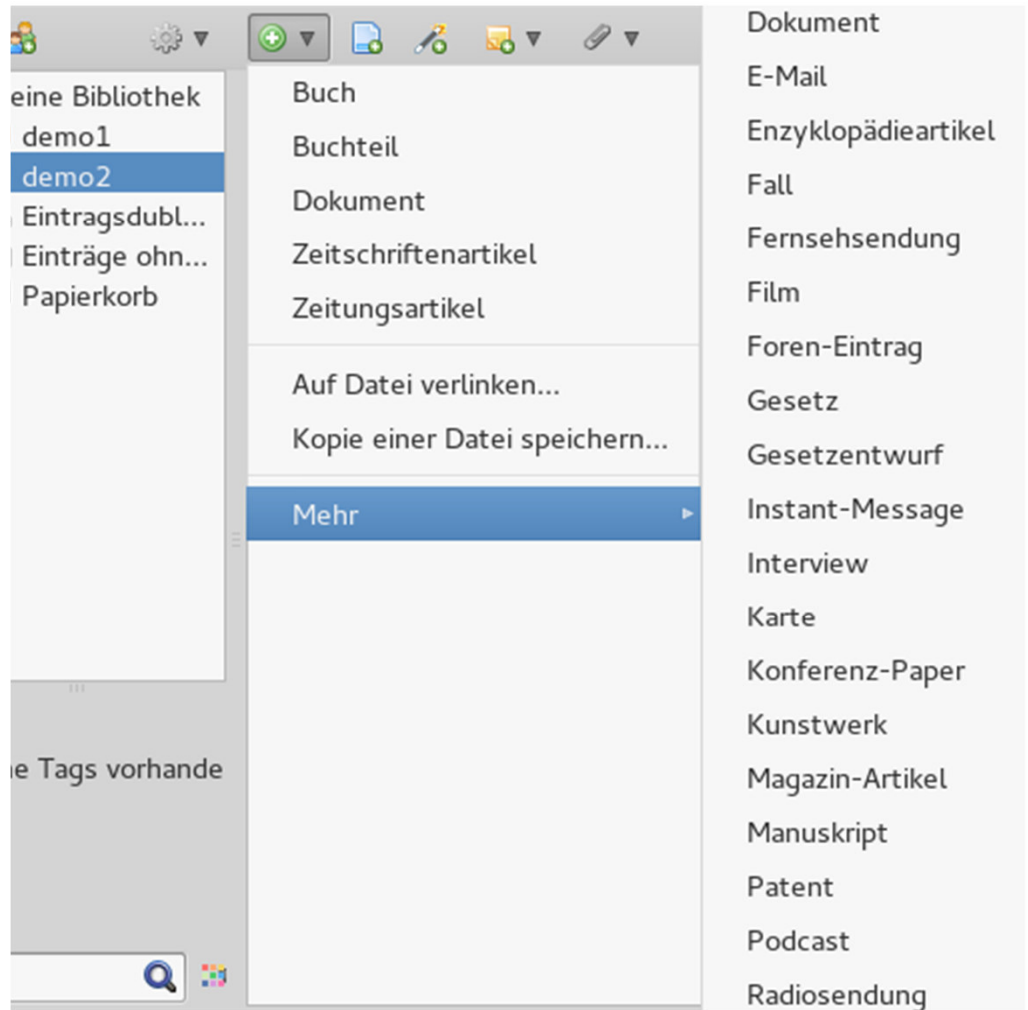 eine Bibliothek
demo1
demo2
Eintragsdubl...
Einträge ohn...
Papierkorb
e Tags vorhande
Buch
Buchteil
Dokument
Zeitschriftenartikel
Zeitungsartikel
Auf Datei verlinken...
Kopie einer Datei speichern...
Mehr
Dokument
E-Mail
Enzyklopädieartikel
Fall
Fernsehsendung
Film
Foren-Eintrag
Gesetz
Gesetzentwurf
Instant-Message
Interview
Karte
Konferenz-Paper
Kunstwerk
Magazin-Artikel
Manuskript
Patent
Podcast
Radiosendung